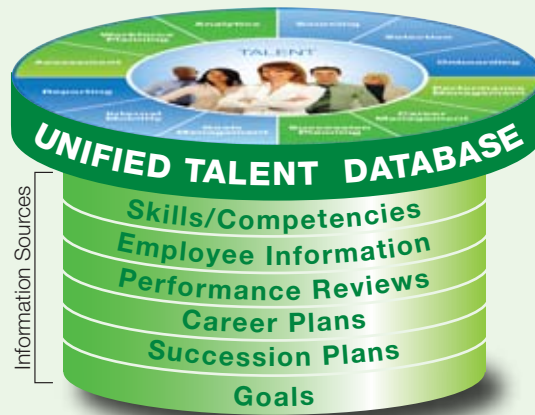 Analytics
Sourcing
Workforce Planning
Selection
TALENT
Assessment
Onboarding
Reporting
Performance Management
Internal Mobility
Career Management
Goals Management
Succession Planning
UNIFIED TALENT DATABASE
Information Sources
Skills/Competencies
Employee Information
Performance Reviews
Career Plans
Succession Plans
Goals